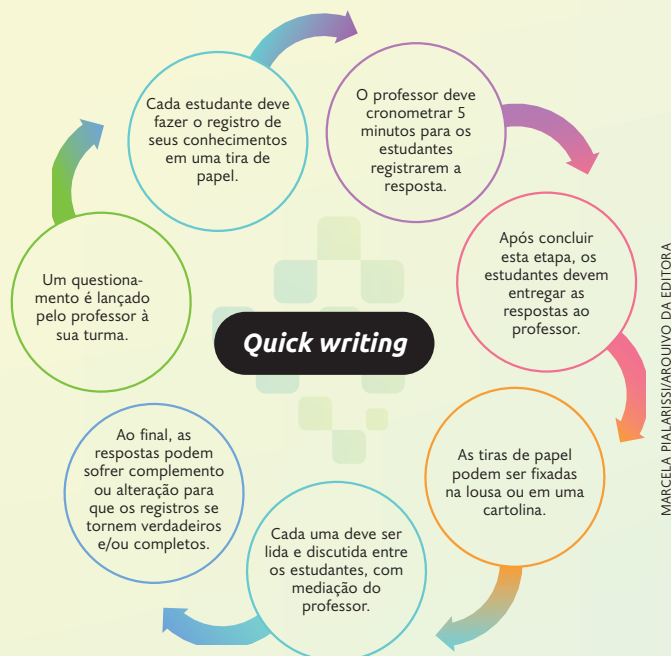 Quick writing
Um questiona-
mento é lançado
pelo professor à
sua turma.
Cada estudante deve
fazer o registro de
seus conhecimentos
em uma tira de
papel.
O professor deve
cronometrar 5
minutos para os
estudantes
registrarem a
resposta.
Após concluir
esta etapa, os
estudantes devem
entregar as
respostas ao
professor.
As tiras de papel
podem ser fixadas
na lousa ou em uma
cartolina.
Cada uma deve ser
lida e discutida entre
os estudantes, com
mediação do
professor.
Ao final, as
respostas podem
sofrer complemento
ou alteração para
que os registros se
tornem verdadeiros
e/ou completos.
MARCELA PIALARISSI/ARQUIVO DA EDITORA